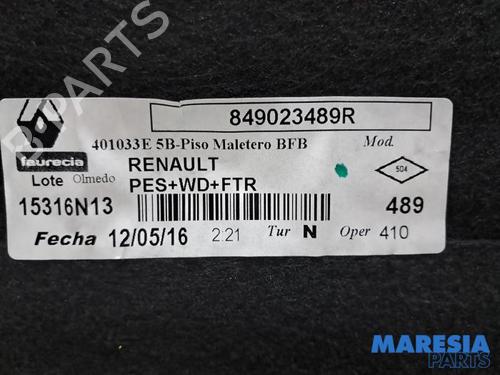 849023489R
401033E 5B-Piso Maletero BFB Mod.
faurecia RENAULT 504
Lote Olmedo PES+WD+FTR
15316N13 489
Fecha 12/05/16 2:21 Tur N Oper 410
B-PARTS
MARESIA
PARTS